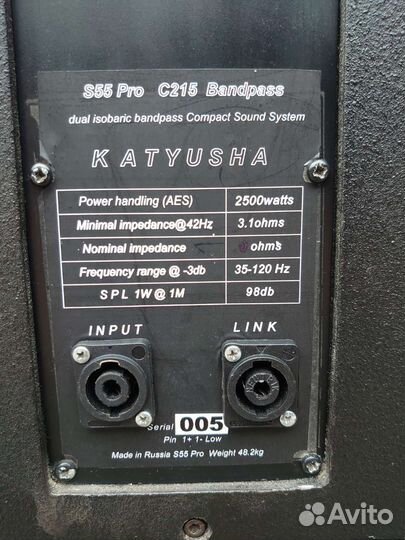 S55 Pro C215 Bandpass
dual isobaric bandpass Compact Sound System
KATYUSHA
Power handling (AES) 2500watts
Minimal impedance@42Hz 3.1ohms
Nominal impedance ohms
Frequency range @ -3db 35-120 Hz
SPL 1W @ 1M 98db
INPUT LINK
Serial 005
Pin 1+ 1- Low
Made in Russia S55 Pro Weight 48.2kg
Avito